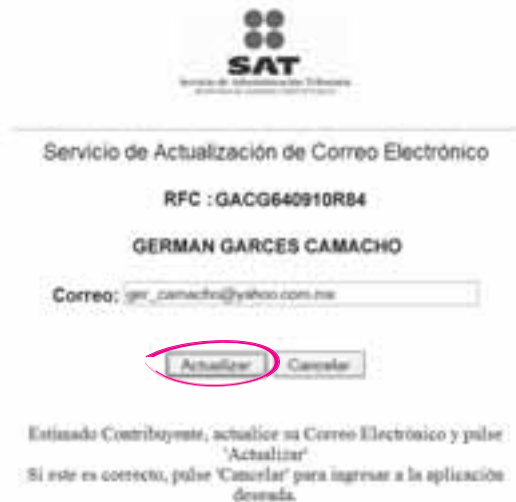 SAT
Servicio de Administración Tributaria
Servicio de Actualización de Correo Electrónico
RFC : GACG640910R84
GERMAN GARCES CAMACHO
Correo: ger_camacho@yahoo.com.mx
Actualizar Cancelar
Estimado Contribuyente, actualice su Correo Electrónico y pulse
'Actualizar'
Si este es correcto, pulse 'Cancelar' para ingresar a la aplicación
deseada.